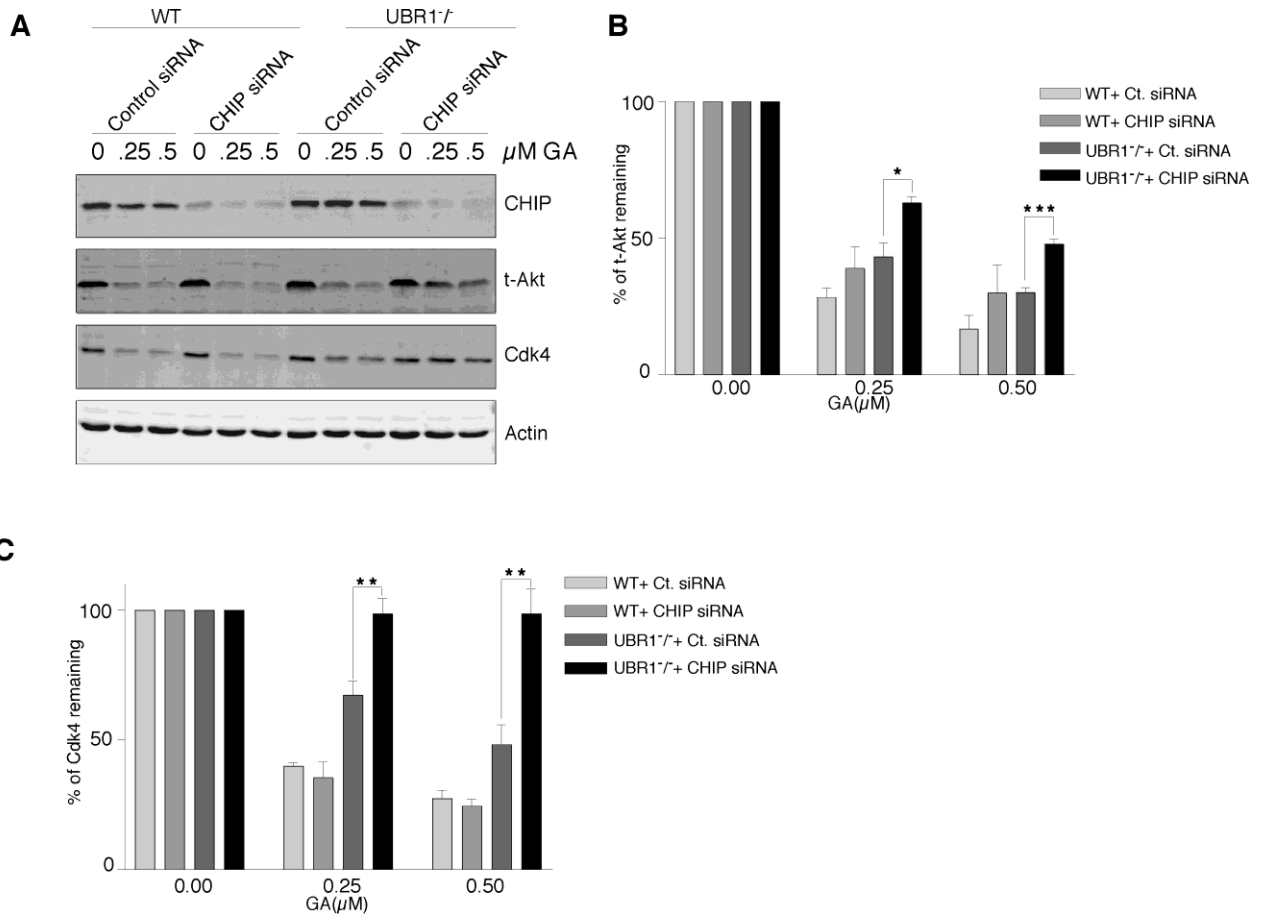 A
WT UBR1⁻/⁻
Control siRNA CHIP siRNA Control siRNA CHIP siRNA
0 .25 .5 0 .25 .5 0 .25 .5 0 .25 .5 µM GA
CHIP
t-Akt
Cdk4
Actin
B
WT+ Ct. siRNA
WT+ CHIP siRNA
UBR1⁻/⁻+ Ct. siRNA
UBR1⁻/⁻+ CHIP siRNA
% of t-Akt remaining
100
50
0
*
***
0.00 0.25 0.50
GA(µM)
C
WT+ Ct. siRNA
WT+ CHIP siRNA
UBR1⁻/⁻+ Ct. siRNA
UBR1⁻/⁻+ CHIP siRNA
% of Cdk4 remaining
100
50
0
** **
0.00 0.25 0.50
GA(µM)